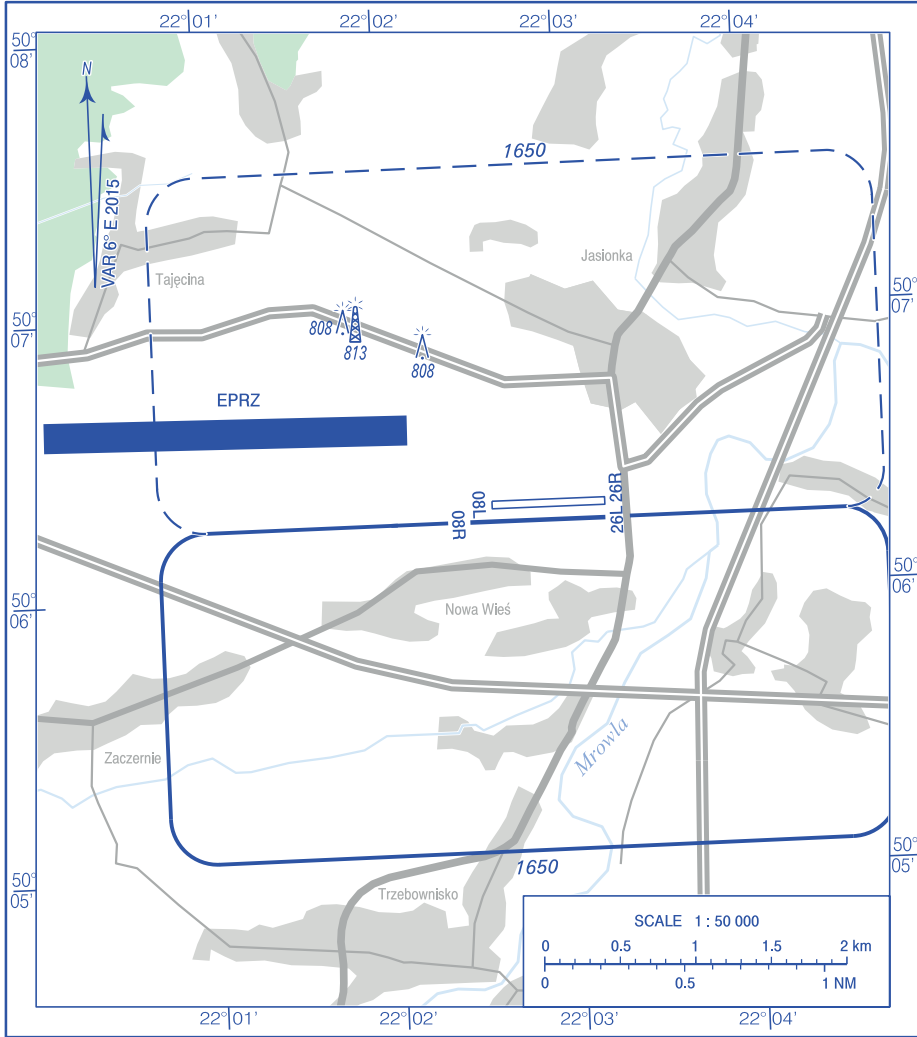 22°01'
22°02'
22°03'
22°04'
50°
08'
N
VAR 6° E 2015
1650
Jasionka
Tajęcina
50°
07'
50°
07'
808
813
808
EPRZ
08L
26R
08R
26L
50°
06'
50°
06'
Nowa Wieś
Zaczernie
Mrowla
50°
05'
1650
50°
05'
Trzebownisko
SCALE 1 : 50 000
0 0.5 1 1.5 2 km
0 0.5 1 NM
22°01'
22°02'
22°03'
22°04'